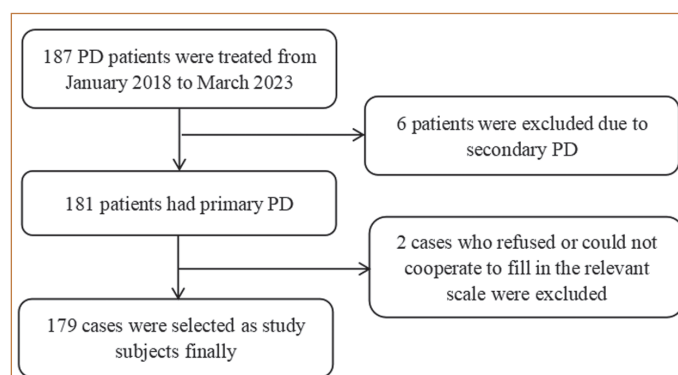 187 PD patients were treated from
January 2018 to March 2023
6 patients were excluded due to
secondary PD
181 patients had primary PD
2 cases who refused or could not
cooperate to fill in the relevant
scale were excluded
179 cases were selected as study
subjects finally